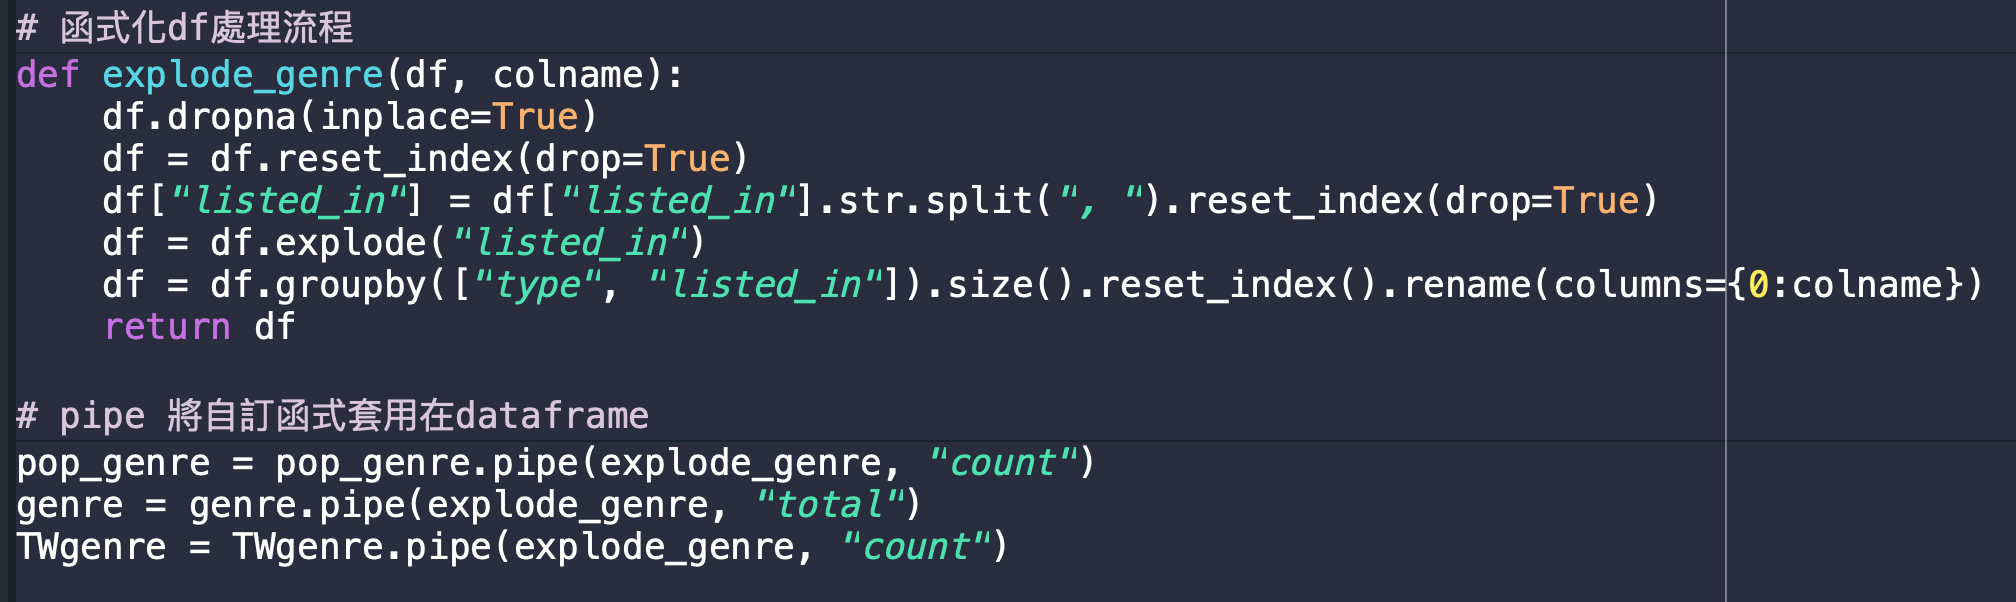 # 函式化df處理流程
def explode_genre(df, colname):
    df.dropna(inplace=True)
    df = df.reset_index(drop=True)
    df["listed_in"] = df["listed_in"].str.split(", ").reset_index(drop=True)
    df = df.explode("listed_in")
    df = df.groupby(["type", "listed_in"]).size().reset_index().rename(columns={0:colname})
    return df
# pipe 將自訂函式套用在dataframe
pop_genre = pop_genre.pipe(explode_genre, "count")
genre = genre.pipe(explode_genre, "total")
TWgenre = TWgenre.pipe(explode_genre, "count")